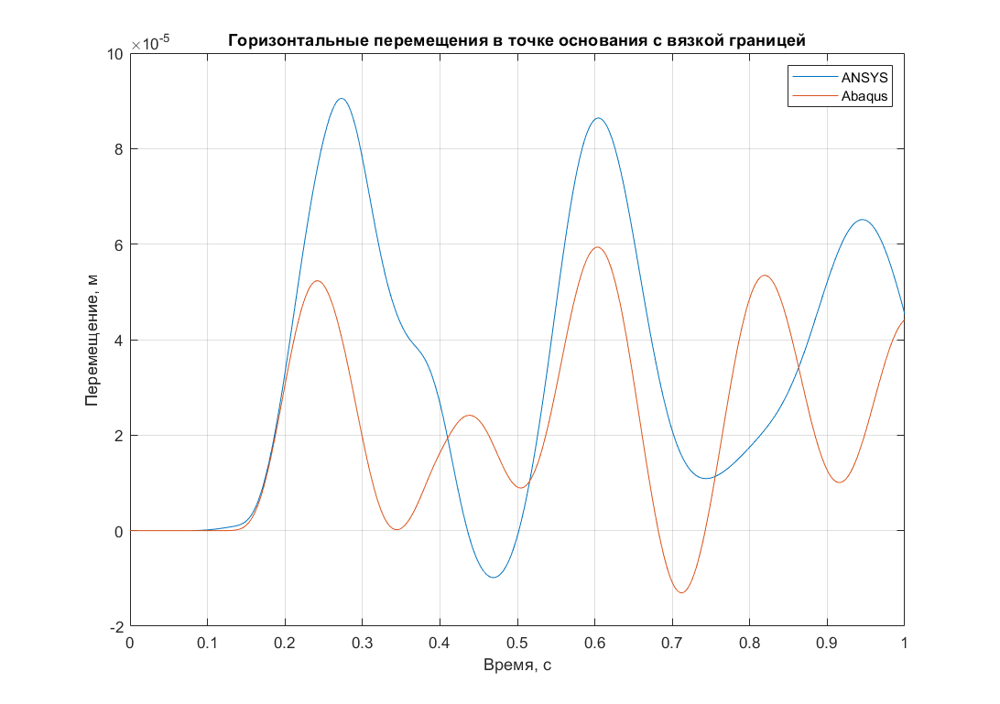 Горизонтальные перемещения в точке основания с вязкой границей
×10-5
10
8
6
4
2
0
-2
Перемещение, м
ANSYS
Abaqus
0 0.1 0.2 0.3 0.4 0.5 0.6 0.7 0.8 0.9 1
Время, с